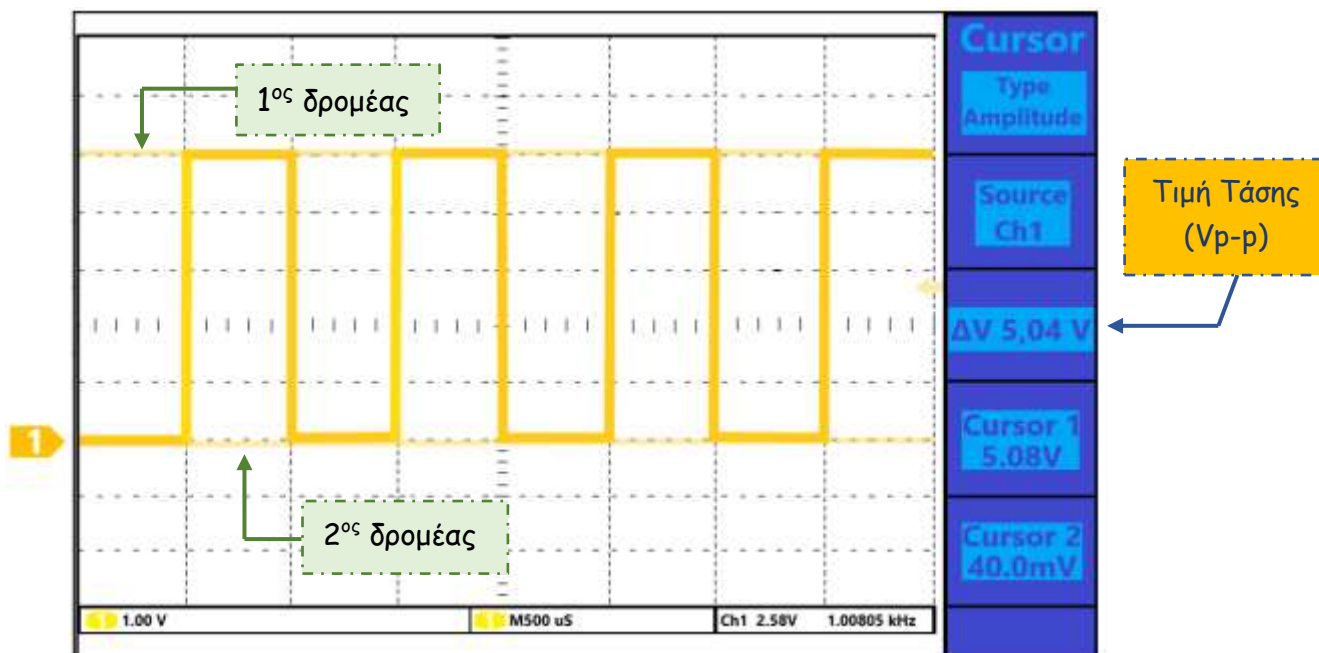 Cursor
Type
Amplitude
1ος δρομέας
Source
Ch1
Τιμή Τάσης
(Vp-p)
ΔV 5,04 V
1
Cursor 1
5.08V
2ος δρομέας
Cursor 2
40.0mV
1.00 V
M500 uS
Ch1 2.58V 1.00805 kHz